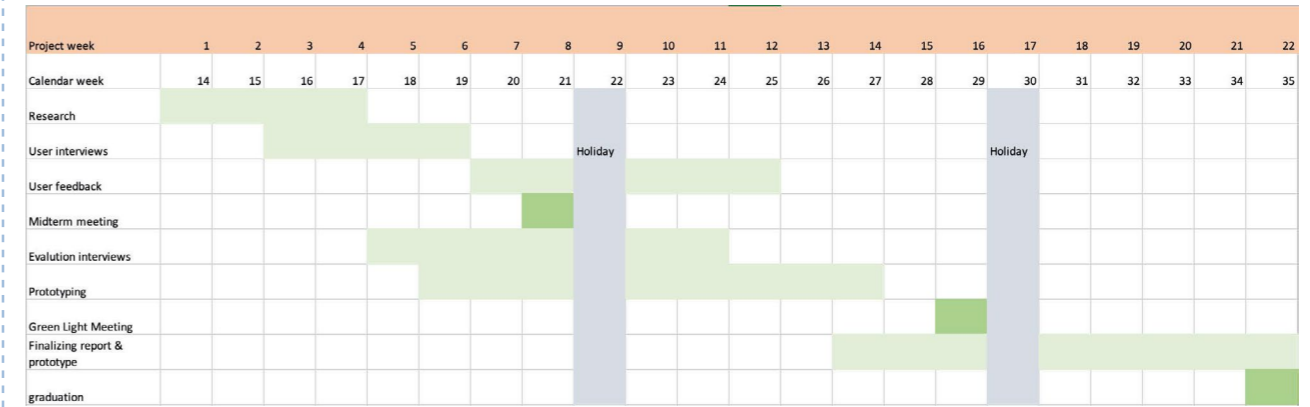 Project week 1 2 3 4 5 6 7 8 9 10 11 12 13 14 15 16 17 18 19 20 21 22
Calendar week 14 15 16 17 18 19 20 21 22 23 24 25 26 27 28 29 30 31 32 33 34 35
Research
User interviews Holiday Holiday
User feedback
Midterm meeting
Evalution interviews
Prototyping
Green Light Meeting
Finalizing report &
prototype
graduation